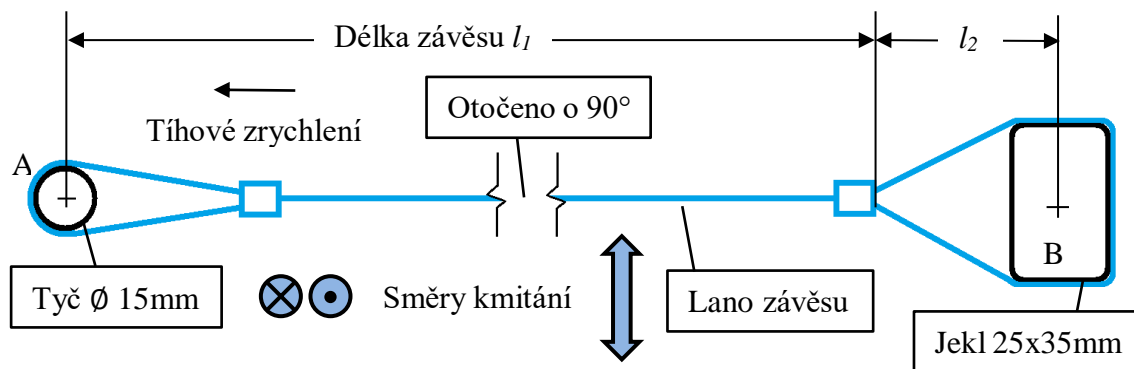 Délka závěsu l₁
l₂
Otočeno o 90°
Tíhové zrychlení
A
B
Tyč Ø 15mm
Směry kmitání
Lano závěsu
Jekl 25x35mm